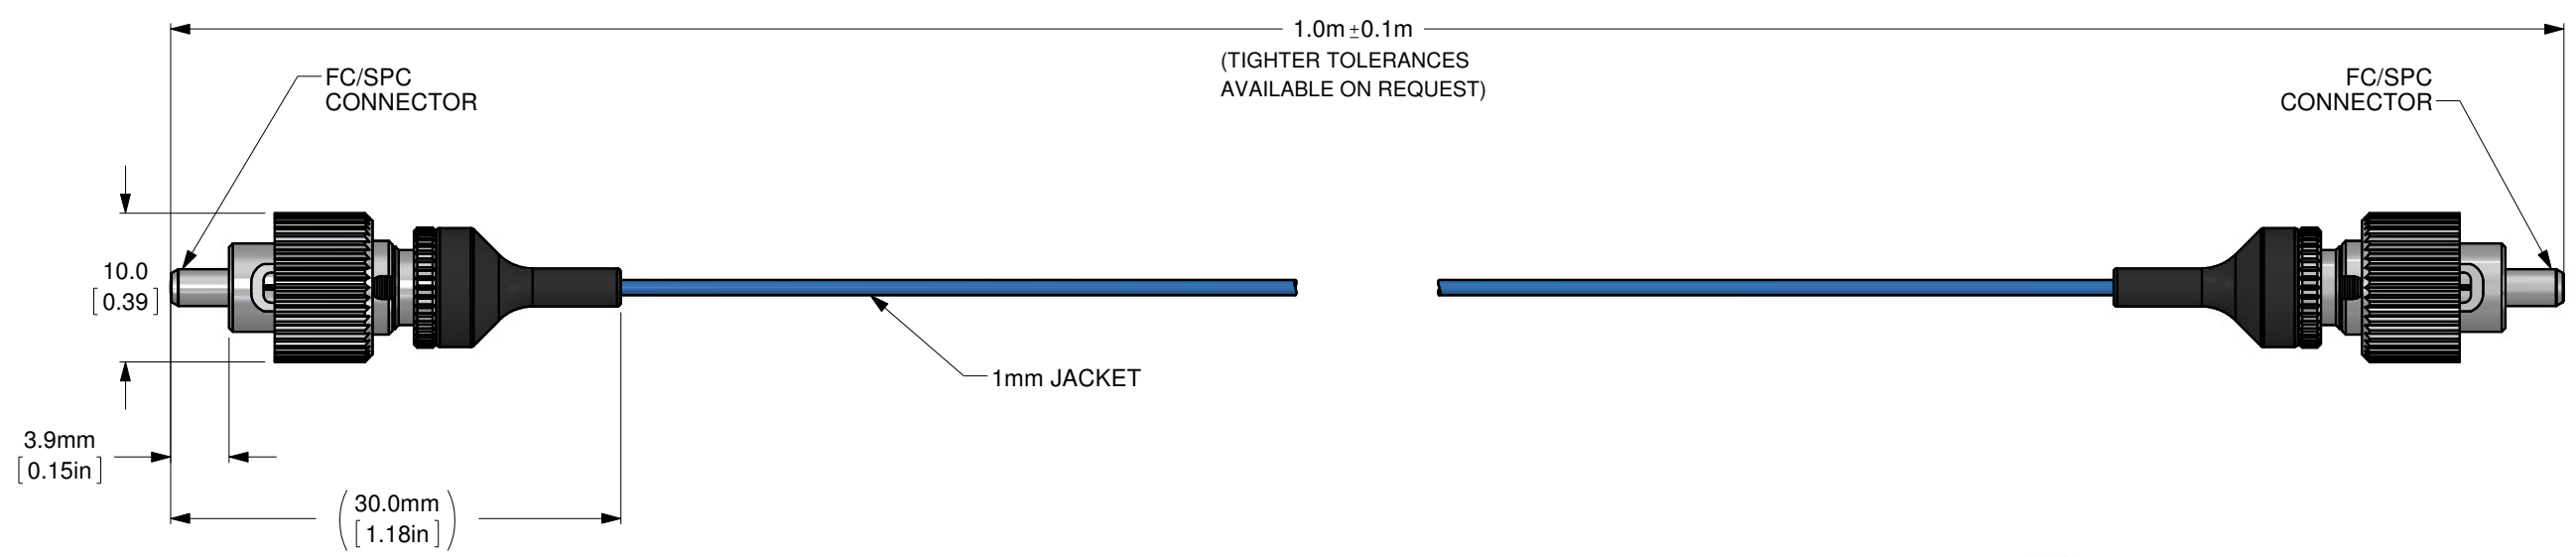 1.0m ±0.1m
(TIGHTER TOLERANCES
AVAILABLE ON REQUEST)
FC/SPC
CONNECTOR
FC/SPC
CONNECTOR
10.0
[0.39]
1mm JACKET
3.9mm
[0.15in]
(30.0mm
[1.18in])